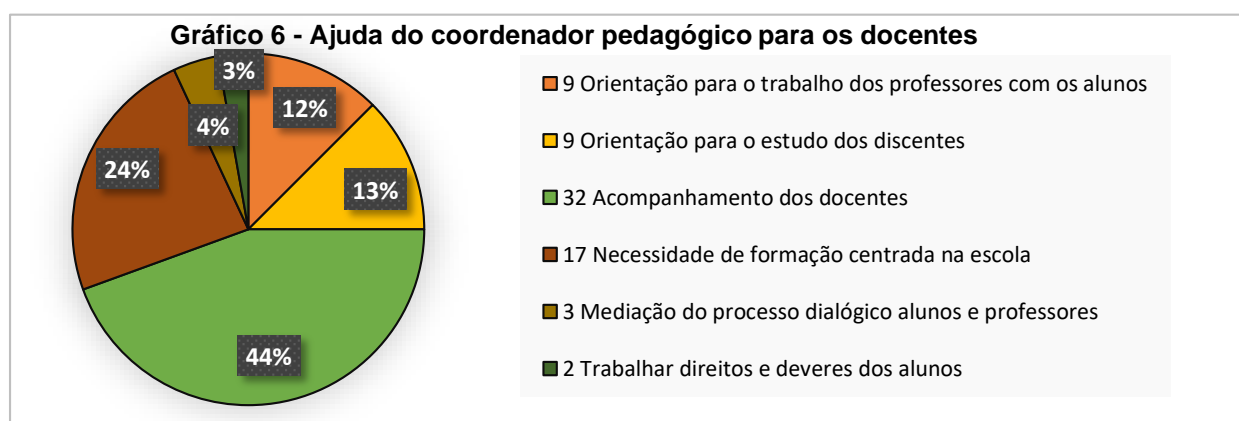 Gráfico 6 - Ajuda do coordenador pedagógico para os docentes
3%
12%
4%
24%
13%
44%
9 Orientação para o trabalho dos professores com os alunos
9 Orientação para o estudo dos discentes
32 Acompanhamento dos docentes
17 Necessidade de formação centrada na escola
3 Mediação do processo dialógico alunos e professores
2 Trabalhar direitos e deveres dos alunos